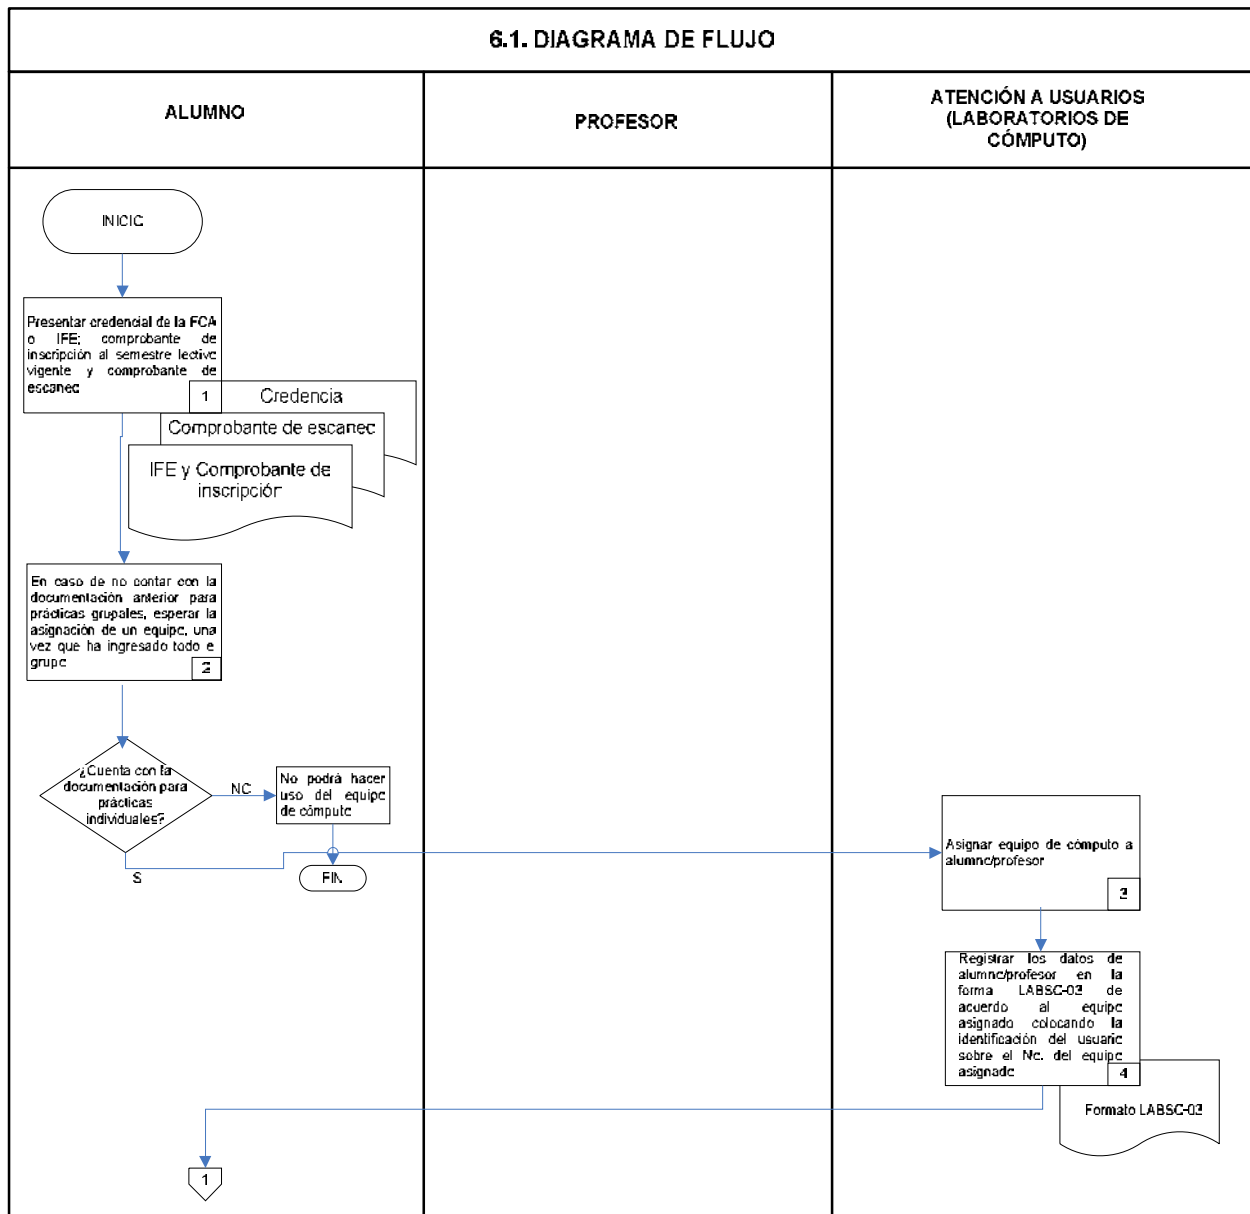 6.1. DIAGRAMA DE FLUJO
ALUMNO
PROFESOR
ATENCIÓN A USUARIOS
(LABORATORIOS DE
CÓMPUTO)
INICIO
Presentar credencial de la FCA
o IFE; comprobante de
inscripción al semestre lectivo
vigente y comprobante de
escaneo
1
Credencia
Comprobante de escaneo
IFE y Comprobante de
inscripción
En caso de no contar con la
documentación anterior para
prácticas grupales, esperar la
asignación de un equipo, una
vez que ha ingresado todo e
grupo
2
¿Cuenta con la
documentación para
prácticas
individuales?
NO
No podrá hacer
uso del equipo
de cómputo
S
FIN
Asignar equipo de cómputo a
alumno/profesor
3
Registrar los datos de
alumno/profesor en la
forma LABSC-03 de
acuerdo al equipo
asignado colocando la
identificación del usuario
sobre el No. del equipo
asignado
4
Formato LABSC-03
1